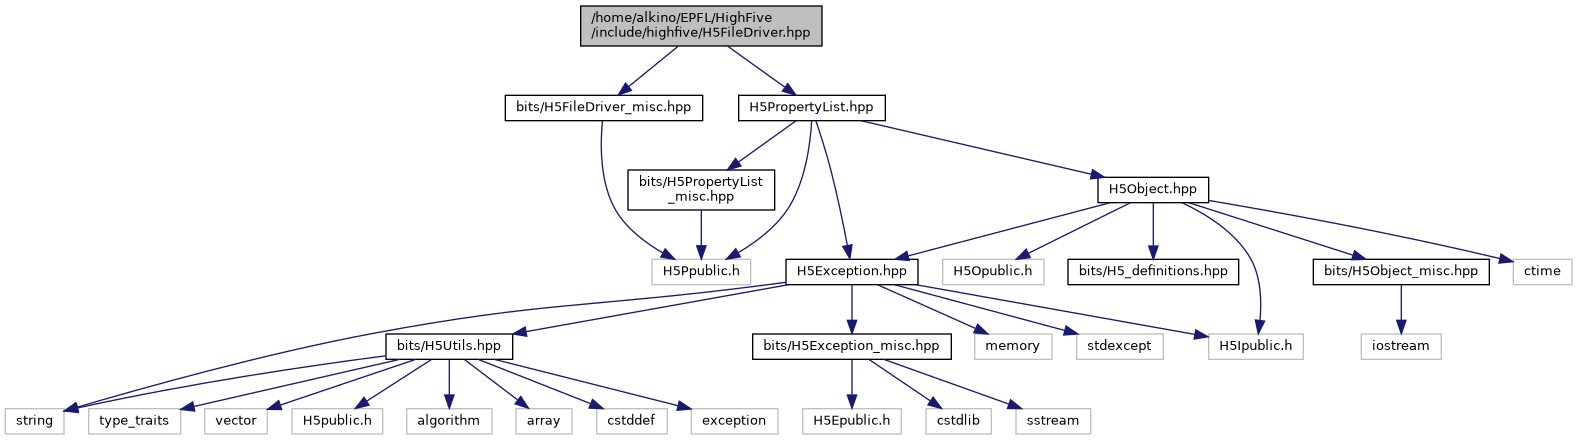 /home/alkino/EPFL/HighFive
/include/highfive/H5FileDriver.hpp
bits/H5FileDriver_misc.hpp
H5PropertyList.hpp
bits/H5PropertyList
_misc.hpp
H5Object.hpp
H5Ppublic.h
H5Exception.hpp
H5Opublic.h
bits/H5_definitions.hpp
bits/H5Object_misc.hpp
ctime
bits/H5Utils.hpp
bits/H5Exception_misc.hpp
memory
stdexcept
H5Ipublic.h
iostream
string
type_traits
vector
H5public.h
algorithm
array
cstddef
exception
H5Epublic.h
cstdlib
sstream